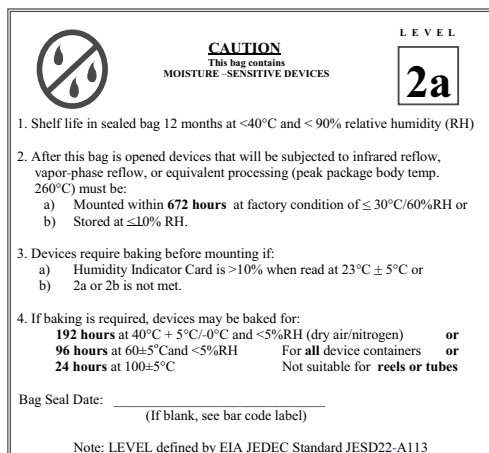 LEVEL
CAUTION
This bag contains
MOISTURE –SENSITIVE DEVICES
2a
1. Shelf life in sealed bag 12 months at <40°C and < 90% relative humidity (RH)
2. After this bag is opened devices that will be subjected to infrared reflow,
vapor-phase reflow, or equivalent processing (peak package body temp.
260°C) must be:
a) Mounted within 672 hours at factory condition of ≤ 30°C/60%RH or
b) Stored at ≤10% RH.
3. Devices require baking before mounting if:
a) Humidity Indicator Card is >10% when read at 23°C ± 5°C or
b) 2a or 2b is not met.
4. If baking is required, devices may be baked for:
192 hours at 40°C + 5°C/-0°C and <5%RH (dry air/nitrogen) or
96 hours at 60±5°Cand <5%RH For all device containers or
24 hours at 100±5°C Not suitable for reels or tubes
Bag Seal Date: ______________________________
(If blank, see bar code label)
Note: LEVEL defined by EIA JEDEC Standard JESD22-A113